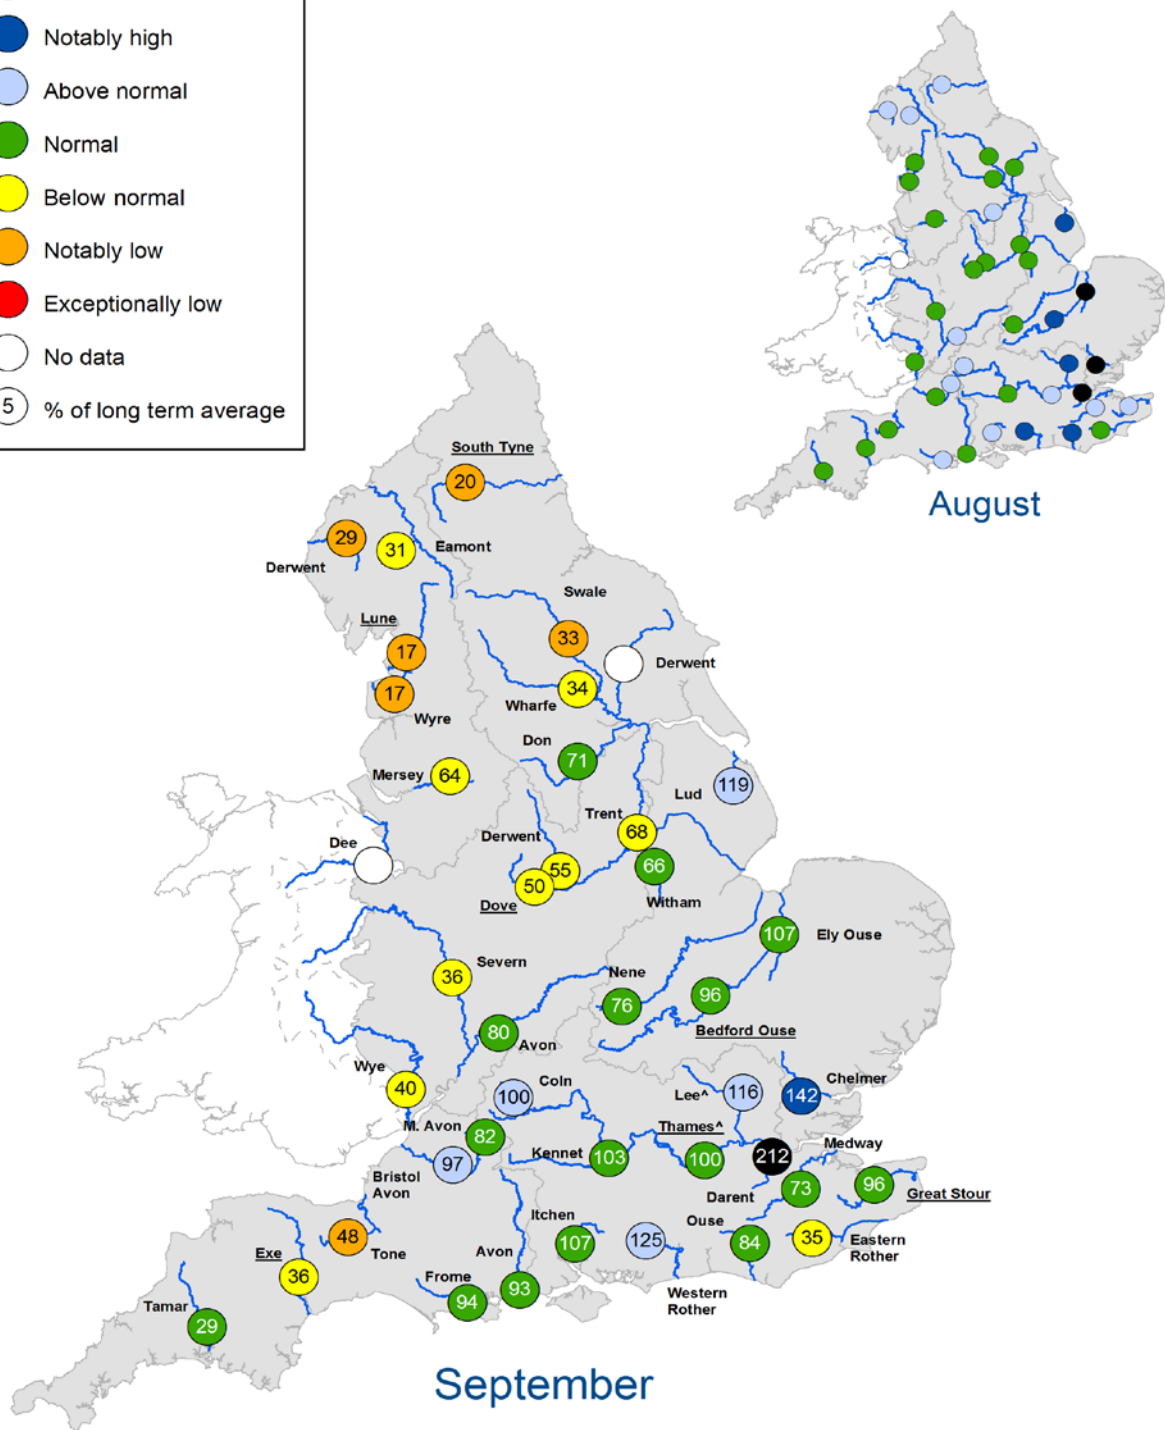 Notably high
Above normal
Normal
Below normal
Notably low
Exceptionally low
No data
5 % of long term average
August
South Tyne
20
29
31
Eamont
Derwent
Swale
Lune
33
17
Derwent
34
17
Wharfe
Wyre
Don
71
Mersey 64
119
Lud
Trent
68
Derwent
Dee
55
66
50
Dove
Witham
107 Ely Ouse
Severn
36
Nene
96
76
80
Bedford Ouse
Avon
Wye
Coln
Chelmer
40
100
Lee^ 116
142
M. Avon
82
Thames^
Medway
Kennet 103
100
212
97
Bristol
Avon
73
96
Darent
Great Stour
Itchen
Ouse
48
107
125
84
35
Eastern
Rother
Exe
Tone
Avon
36
Frome
93
Western
Rother
94
Tamar
29
September